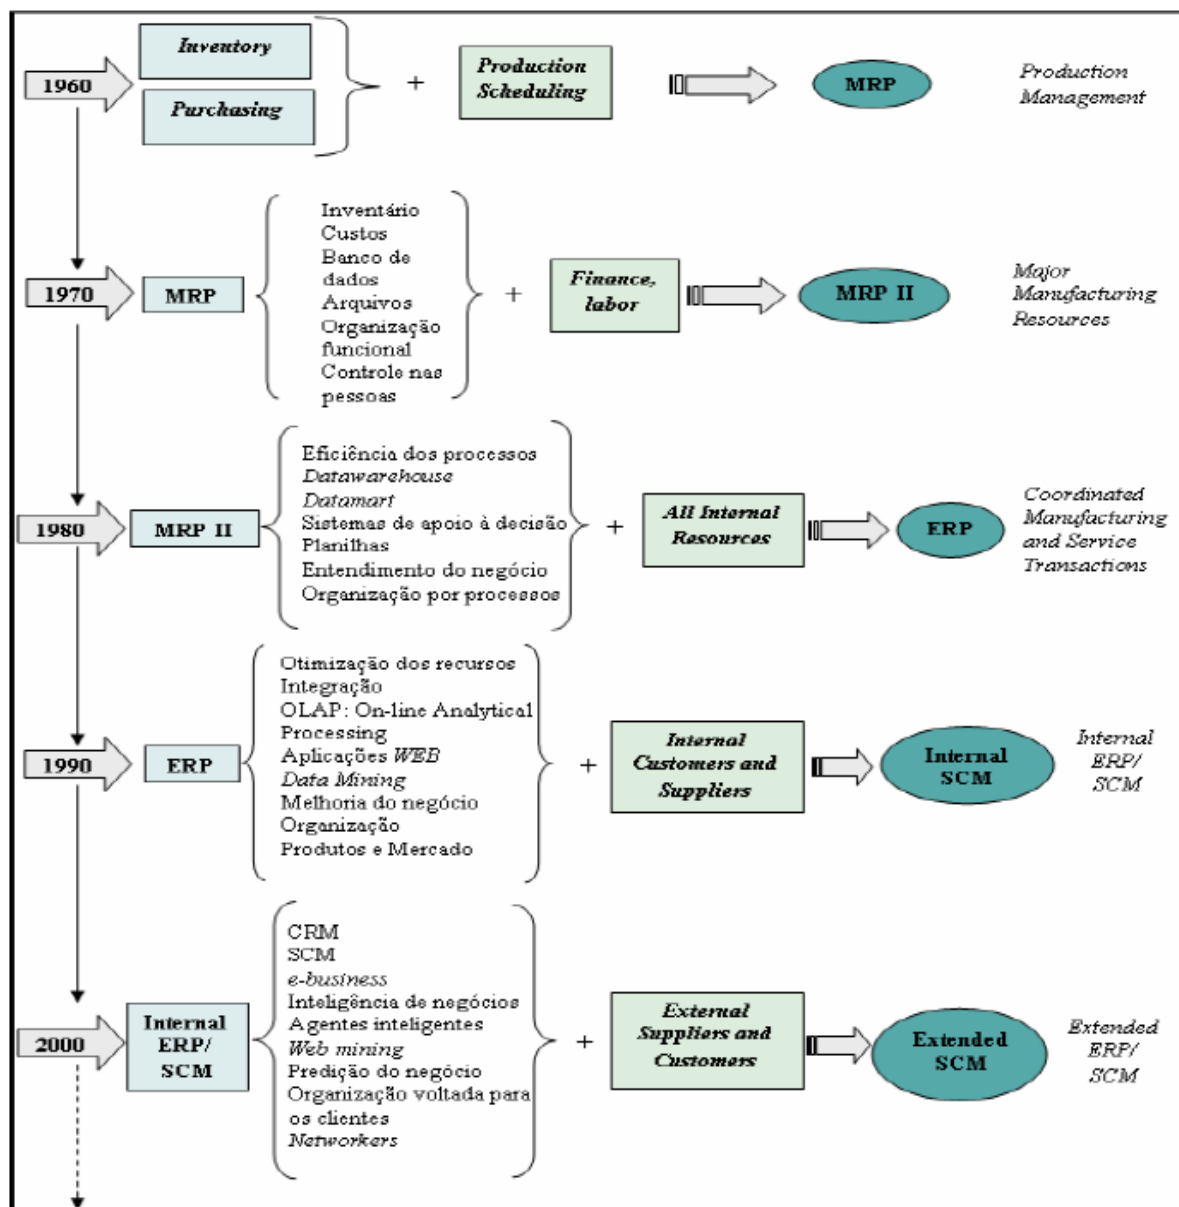 Inventory
1960
Purchasing
+
Production
Scheduling
MRP
Production
Management
1970
MRP
Inventário
Custos
Banco de
dados
Arquivos
Organização
funcional
Controle nas
pessoas
+
Finance,
labor
MRP II
Major
Manufacturing
Resources
1980
MRP II
Eficiência dos processos
Datawarehouse
Datamart
Sistemas de apoio à decisão
Planilhas
Entendimento do negócio
Organização por processos
+
All Internal
Resources
ERP
Coordinated
Manufacturing
and Service
Transactions
1990
ERP
Otimização dos recursos
Integração
OLAP: On-line Analytical
Processing
Aplicações WEB
Data Mining
Melhoria do negócio
Organização
Produtos e Mercado
+
Internal
Customers and
Suppliers
Internal
SCM
Internal
ERP/
SCM
2000
Internal
ERP/
SCM
CRM
SCM
e-business
Inteligência de negócios
Agentes inteligentes
Web mining
Predição do negócio
Organização voltada para
os clientes
Networkers
+
External
Suppliers and
Customers
Extended
SCM
Extended
ERP/
SCM